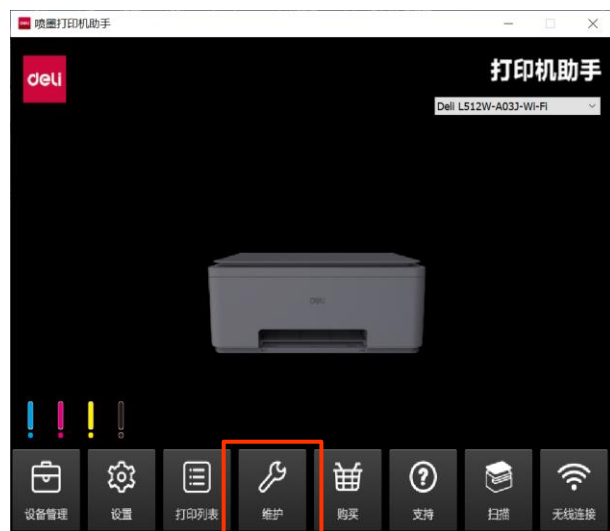 喷墨打印机助手
deli
打印机助手
Deli L512W-A03J-Wi-Fi
deli
设备管理
设置
打印列表
维护
购买
支持
扫描
无线连接